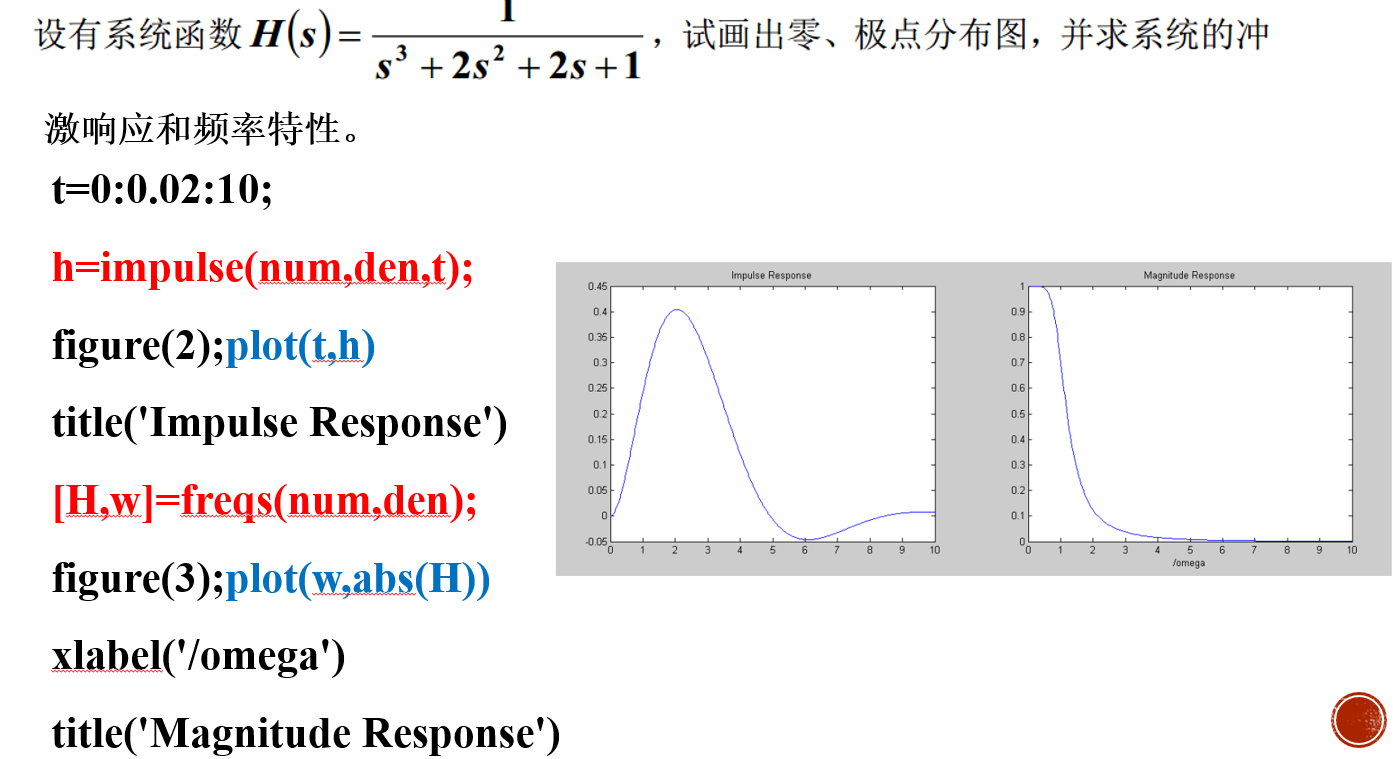 设有系统函数 H(s) = 1 / (s³ + 2s² + 2s + 1) ，试画出零、极点分布图，并求系统的冲
激响应和频率特性。
t=0:0.02:10;
h=impulse(num,den,t);
figure(2);plot(t,h)
title('Impulse Response')
[H,w]=freqs(num,den);
figure(3);plot(w,abs(H))
xlabel('/omega')
title('Magnitude Response')
Impulse Response
0.45
0.4
0.35
0.3
0.25
0.2
0.15
0.1
0.05
0
-0.05
0 1 2 3 4 5 6 7 8 9 10
Magnitude Response
1
0.9
0.8
0.7
0.6
0.5
0.4
0.3
0.2
0.1
0
0 1 2 3 4 5 6 7 8 9 10
/omega